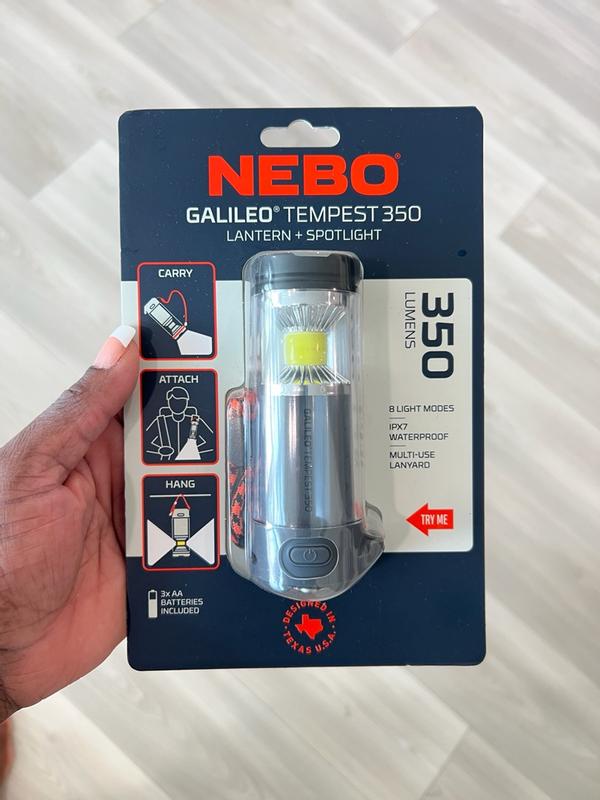 NEBO®
GALILEO® TEMPEST 350
LANTERN + SPOTLIGHT
CARRY
ATTACH
HANG
3x AA
BATTERIES
INCLUDED
GALILEO TEMPEST 350
350
LUMENS
8 LIGHT MODES
IPX7
WATERPROOF
MULTI-USE
LANYARD
TRY ME
DESIGNED IN
TEXAS U.S.A.